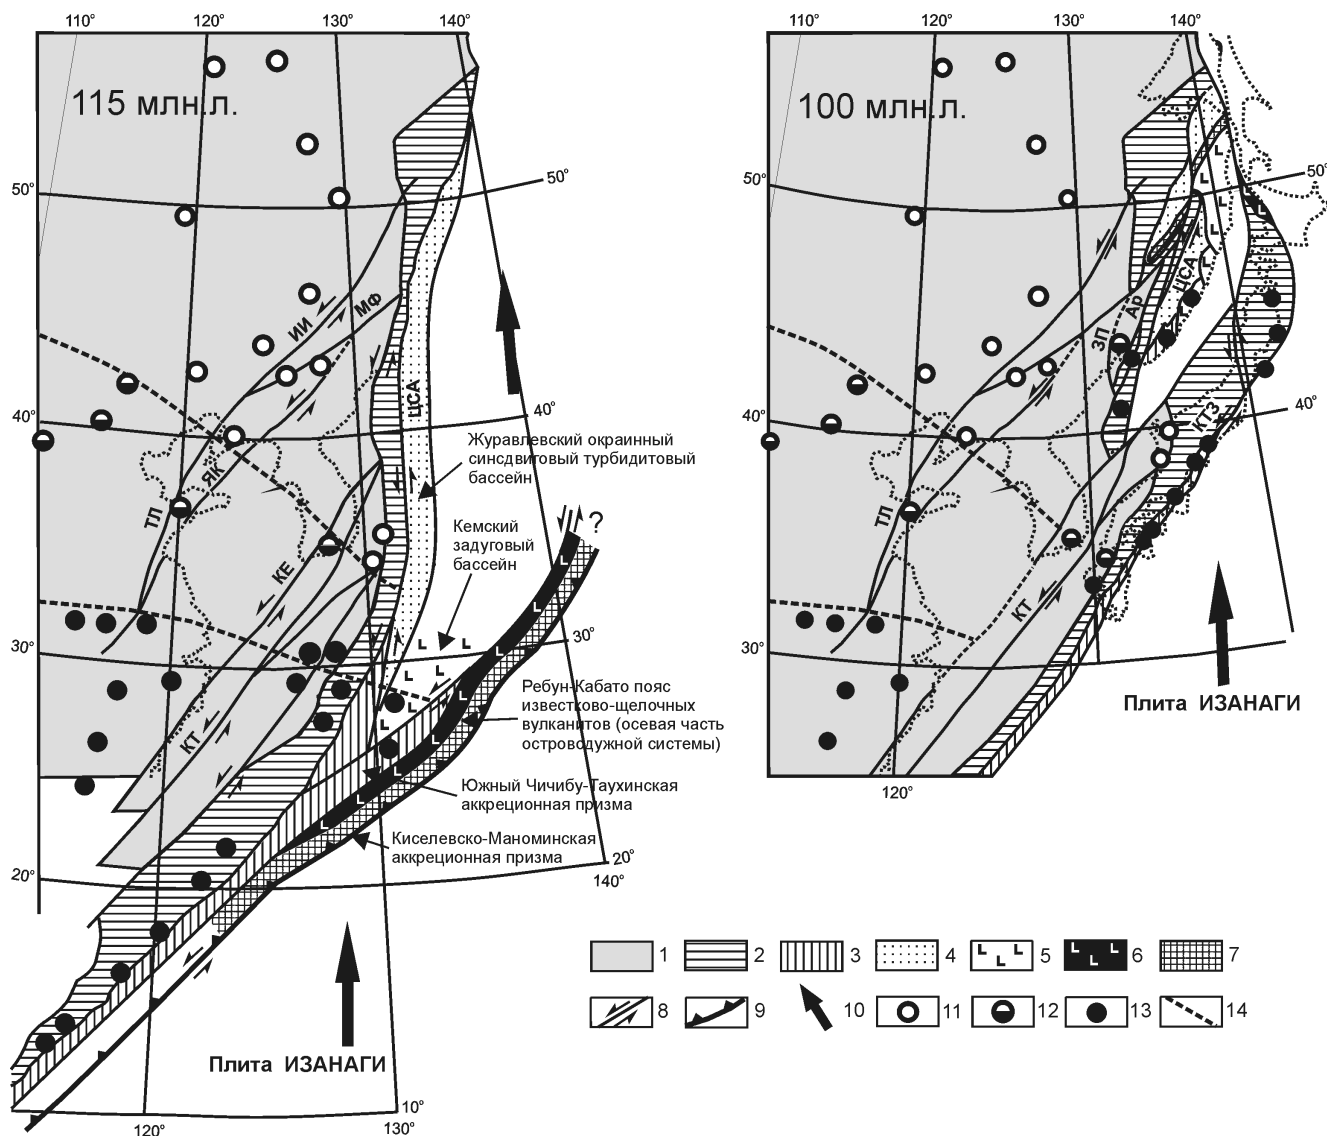 110° 120° 130° 140°
115 млн.л.
50°
50°
ИИ
МФ
ЦСА
40°
40°
Журавлевский окраинный
синсдвиговый турбидитовый
бассейн
ЯК
ТЛ
Кемский
задуговый
бассейн
?
КЕ
30°
30°
Ребун-Кабато пояс
известково-щелочных
вулканитов (осевая часть
островодужной системы)
КТ
Южный Чичибу-Таухинская
аккреционная призма
Киселевско-Маноминская
аккреционная призма
20°
20°
140°
Плита ИЗАНАГИ
10°
120°
130°
110° 120° 130° 140°
100 млн.л.
50°
50°
ЦСА
Ар
ЗП
40°
40°
КТЗ
ТЛ
КТ
30°
30°
Плита ИЗАНАГИ
120°
1 2 3 4 5 6 7
8 9 10 11 12 13 14